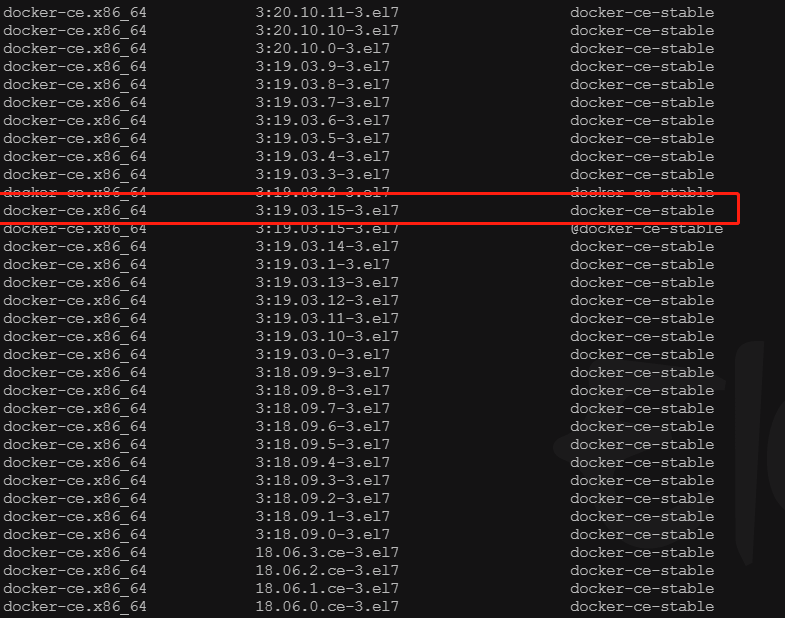 docker-ce.x86_64 3:20.10.11-3.el7 docker-ce-stable
docker-ce.x86_64 3:20.10.10-3.el7 docker-ce-stable
docker-ce.x86_64 3:20.10.0-3.el7 docker-ce-stable
docker-ce.x86_64 3:19.03.9-3.el7 docker-ce-stable
docker-ce.x86_64 3:19.03.8-3.el7 docker-ce-stable
docker-ce.x86_64 3:19.03.7-3.el7 docker-ce-stable
docker-ce.x86_64 3:19.03.6-3.el7 docker-ce-stable
docker-ce.x86_64 3:19.03.5-3.el7 docker-ce-stable
docker-ce.x86_64 3:19.03.4-3.el7 docker-ce-stable
docker-ce.x86_64 3:19.03.3-3.el7 docker-ce-stable
docker-ce.x86_64 3:19.03.2-3.el7 docker-ce-stable
docker-ce.x86_64 3:19.03.15-3.el7 docker-ce-stable
docker-ce.x86_64 3:19.03.15-3.el7 @docker-ce-stable
docker-ce.x86_64 3:19.03.14-3.el7 docker-ce-stable
docker-ce.x86_64 3:19.03.1-3.el7 docker-ce-stable
docker-ce.x86_64 3:19.03.13-3.el7 docker-ce-stable
docker-ce.x86_64 3:19.03.12-3.el7 docker-ce-stable
docker-ce.x86_64 3:19.03.11-3.el7 docker-ce-stable
docker-ce.x86_64 3:19.03.10-3.el7 docker-ce-stable
docker-ce.x86_64 3:19.03.0-3.el7 docker-ce-stable
docker-ce.x86_64 3:18.09.9-3.el7 docker-ce-stable
docker-ce.x86_64 3:18.09.8-3.el7 docker-ce-stable
docker-ce.x86_64 3:18.09.7-3.el7 docker-ce-stable
docker-ce.x86_64 3:18.09.6-3.el7 docker-ce-stable
docker-ce.x86_64 3:18.09.5-3.el7 docker-ce-stable
docker-ce.x86_64 3:18.09.4-3.el7 docker-ce-stable
docker-ce.x86_64 3:18.09.3-3.el7 docker-ce-stable
docker-ce.x86_64 3:18.09.2-3.el7 docker-ce-stable
docker-ce.x86_64 3:18.09.1-3.el7 docker-ce-stable
docker-ce.x86_64 3:18.09.0-3.el7 docker-ce-stable
docker-ce.x86_64 18.06.3.ce-3.el7 docker-ce-stable
docker-ce.x86_64 18.06.2.ce-3.el7 docker-ce-stable
docker-ce.x86_64 18.06.1.ce-3.el7 docker-ce-stable
docker-ce.x86_64 18.06.0.ce-3.el7 docker-ce-stable